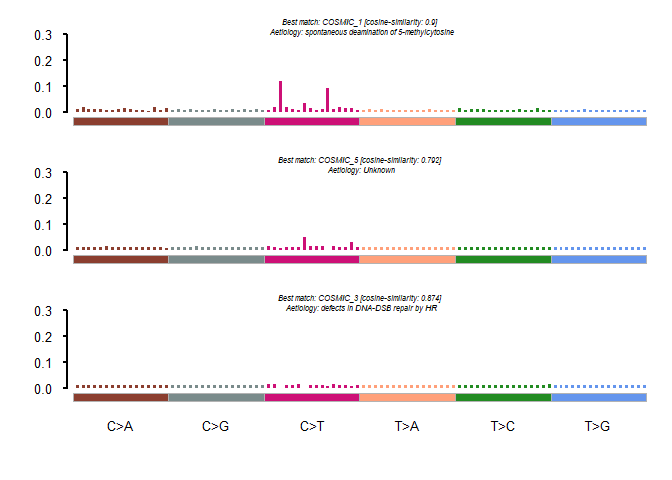 Best match: COSMIC_1 [cosine-similarity: 0.9]
Aetiology: spontaneous deamination of 5-methylcytosine
0.3
0.2
0.1
0.0
Best match: COSMIC_5 [cosine-similarity: 0.792]
Aetiology: Unknown
0.3
0.2
0.1
0.0
Best match: COSMIC_3 [cosine-similarity: 0.874]
Aetiology: defects in DNA-DSB repair by HR
0.3
0.2
0.1
0.0
C>A C>G C>T T>A T>C T>G